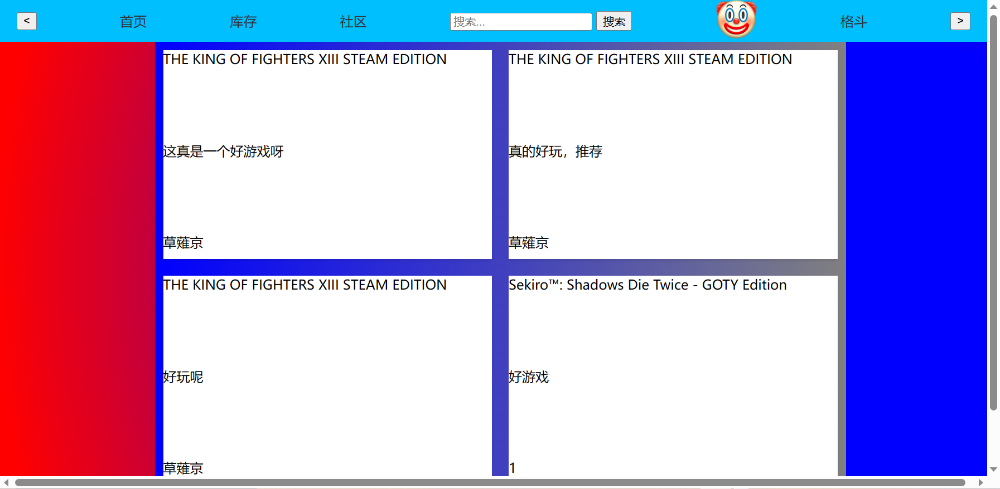 <
首页
库存
社区
搜索...
搜索
格斗
>
THE KING OF FIGHTERS XIII STEAM EDITION
这真是一个好游戏呀
草薙京
THE KING OF FIGHTERS XIII STEAM EDITION
真的好玩，推荐
草薙京
THE KING OF FIGHTERS XIII STEAM EDITION
好玩呢
草薙京
Sekiro™: Shadows Die Twice - GOTY Edition
好游戏
1